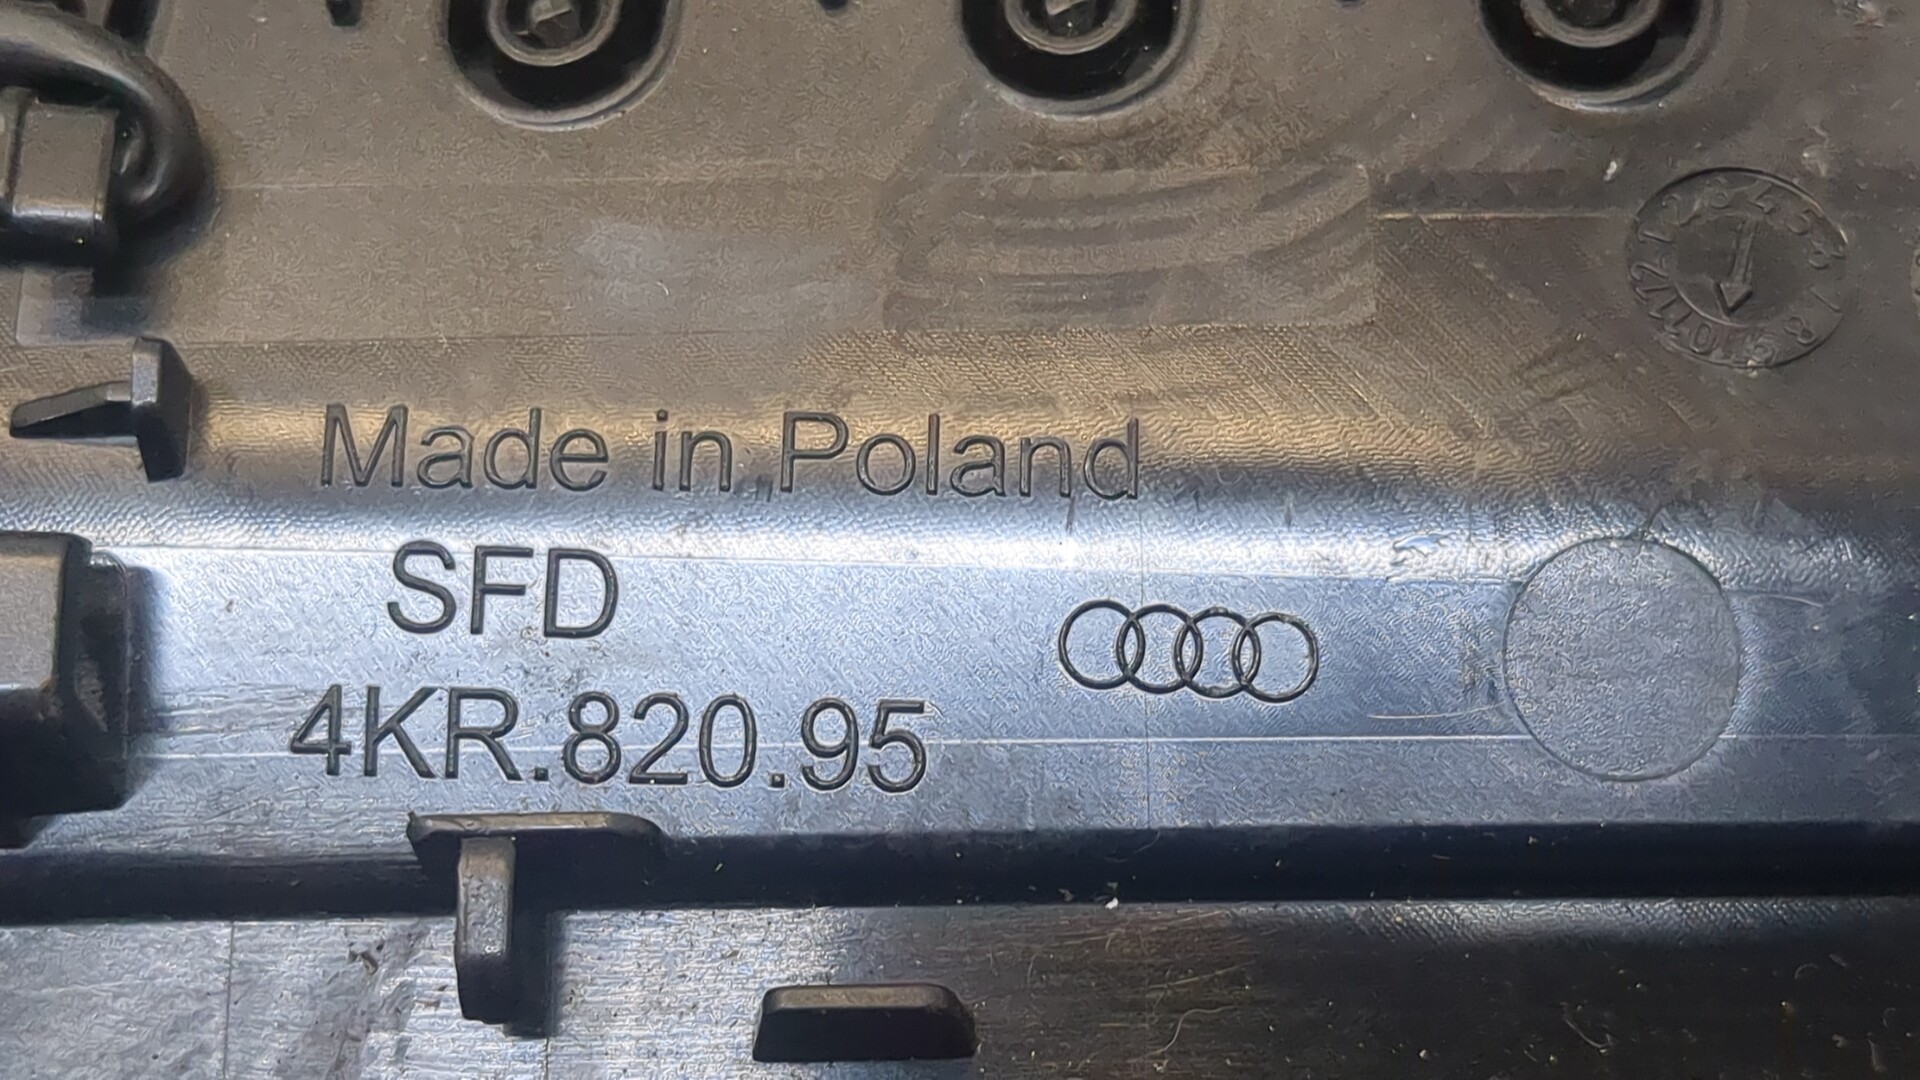 Made in Poland
SFD
4KR.820.95